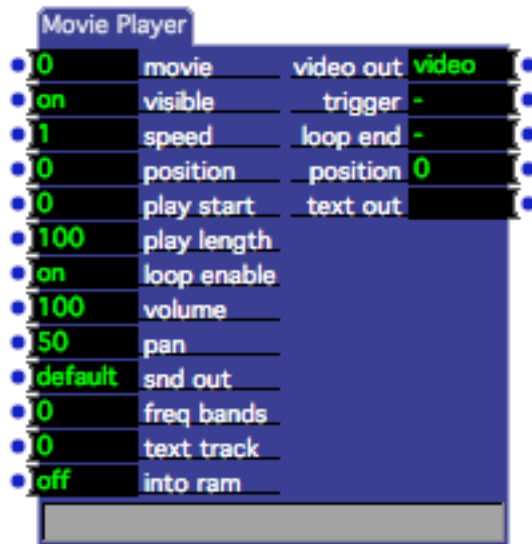 Movie Player
0 movie video out video
on visible trigger -
1 speed loop end -
0 position position 0
0 play start text out
100 play length
on loop enable
100 volume
50 pan
default snd out
0 freq bands
0 text track
off into ram